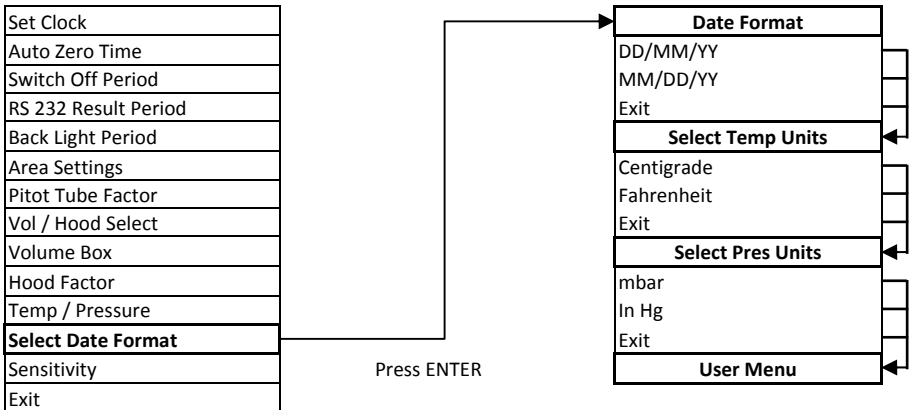 Set Clock
Auto Zero Time
Switch Off Period
RS 232 Result Period
Back Light Period
Area Settings
Pitot Tube Factor
Vol / Hood Select
Volume Box
Hood Factor
Temp / Pressure
Select Date Format
Sensitivity
Exit
Press ENTER
Date Format
DD/MM/YY
MM/DD/YY
Exit
Select Temp Units
Centigrade
Fahrenheit
Exit
Select Pres Units
mbar
In Hg
Exit
User Menu